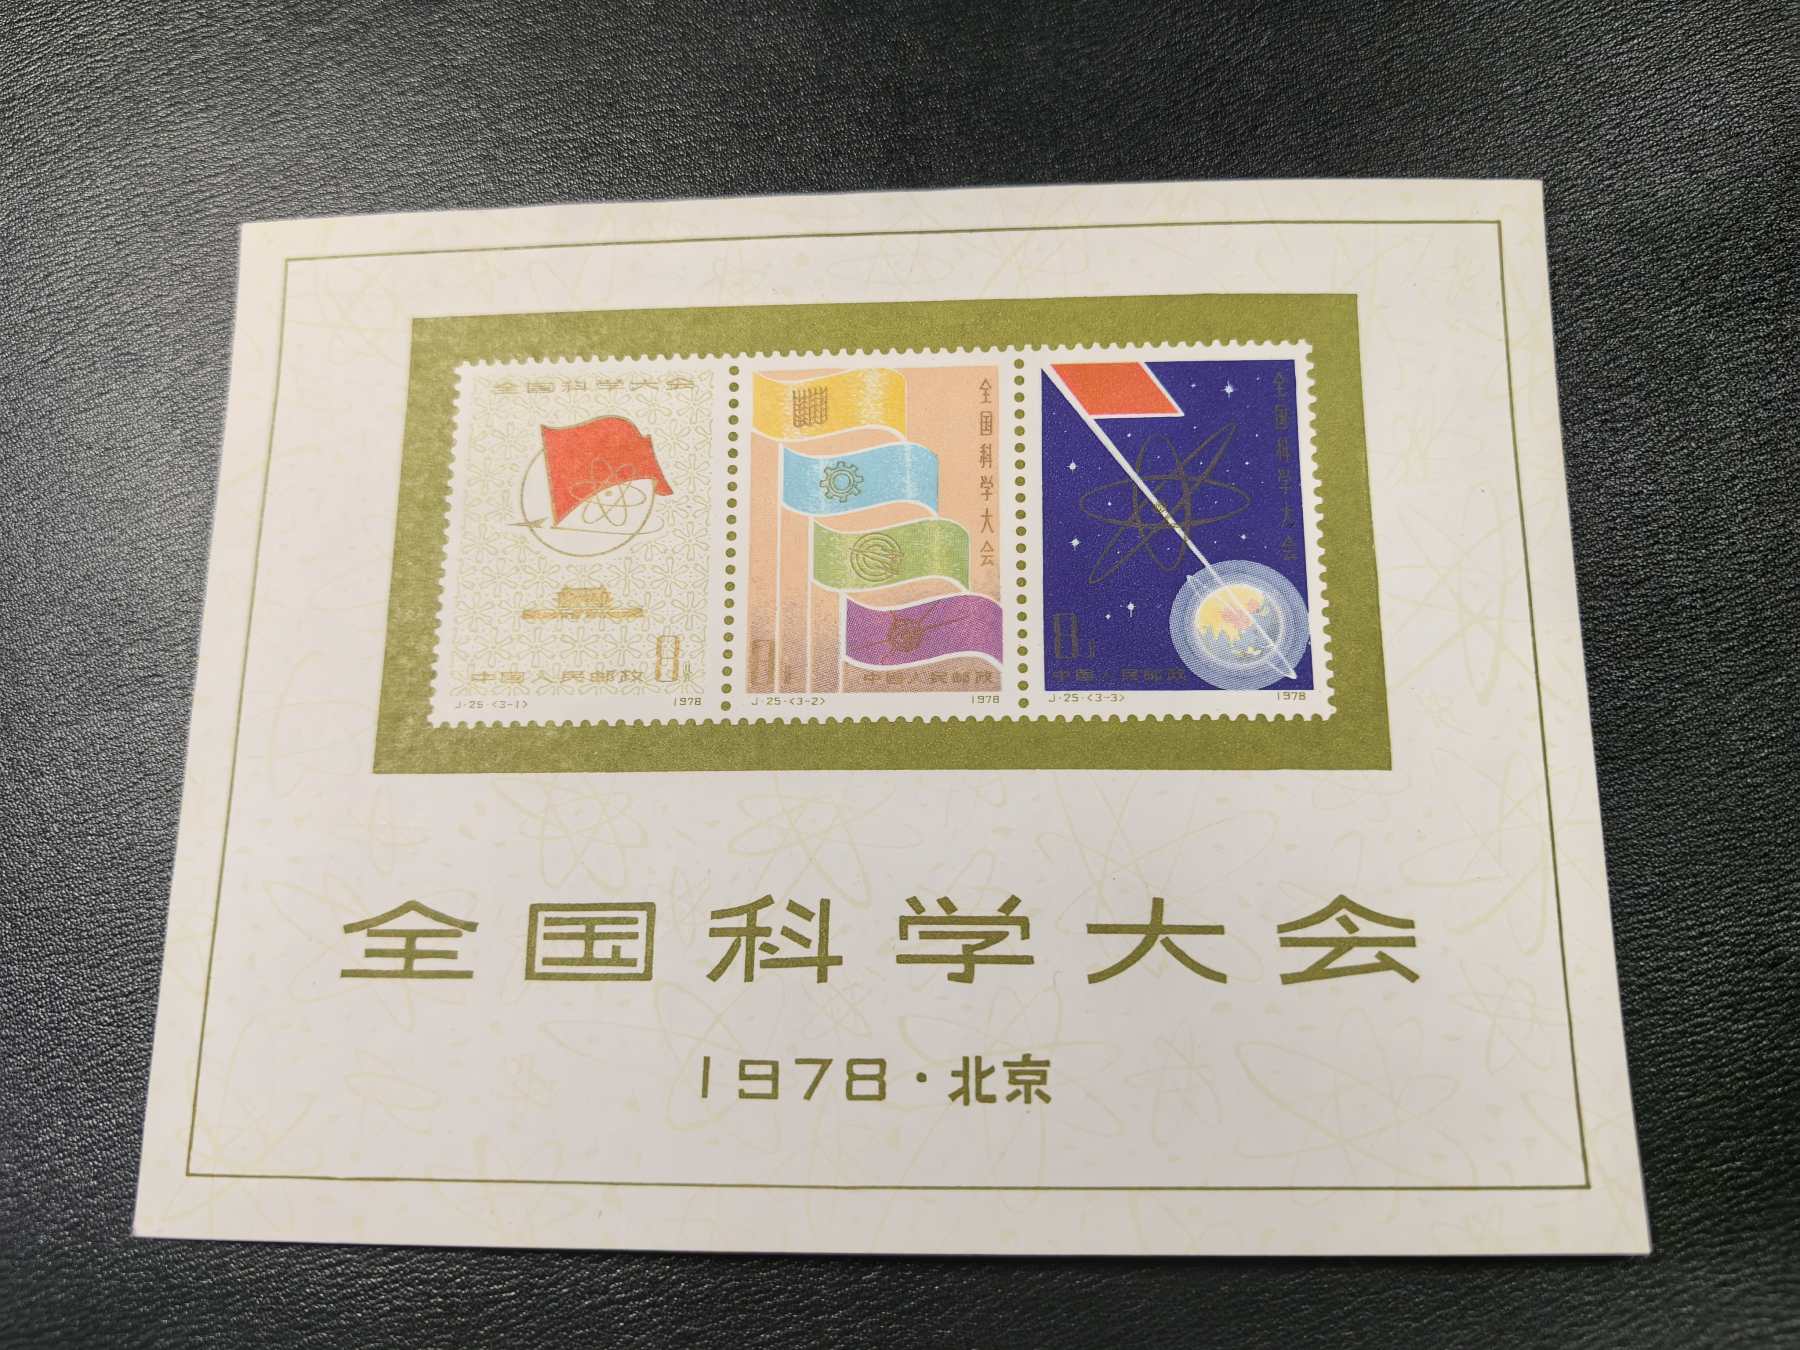 全国科学大会
中国人民邮政
8分
J·25·<3-1>
1978
全国科学大会
8分
中国人民邮政
J·25·<3-2>
1978
全国科学大会
8分
中国人民邮政
J·25·<3-3>
1978
全国科学大会
1978·北京